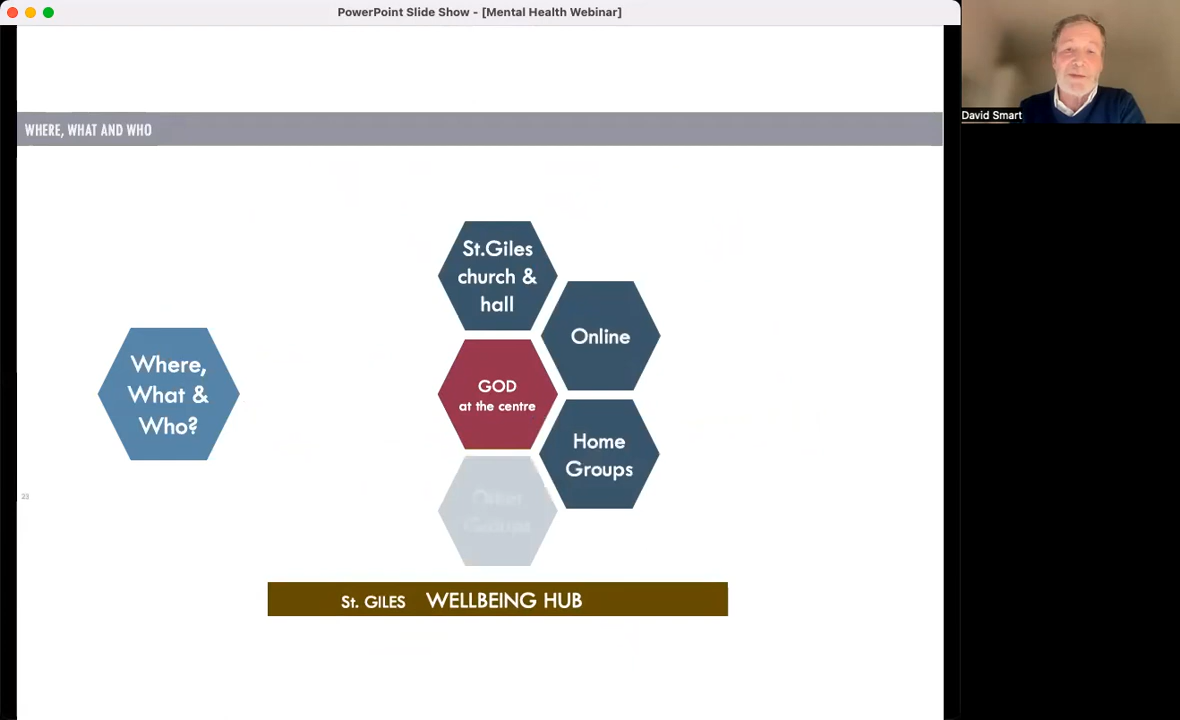 PowerPoint Slide Show - [Mental Health Webinar]
David Smart
WHERE, WHAT AND WHO
St.Giles
church &
hall
Online
Where,
What &
Who?
GOD
at the centre
Home
Groups
23
St. GILES WELLBEING HUB